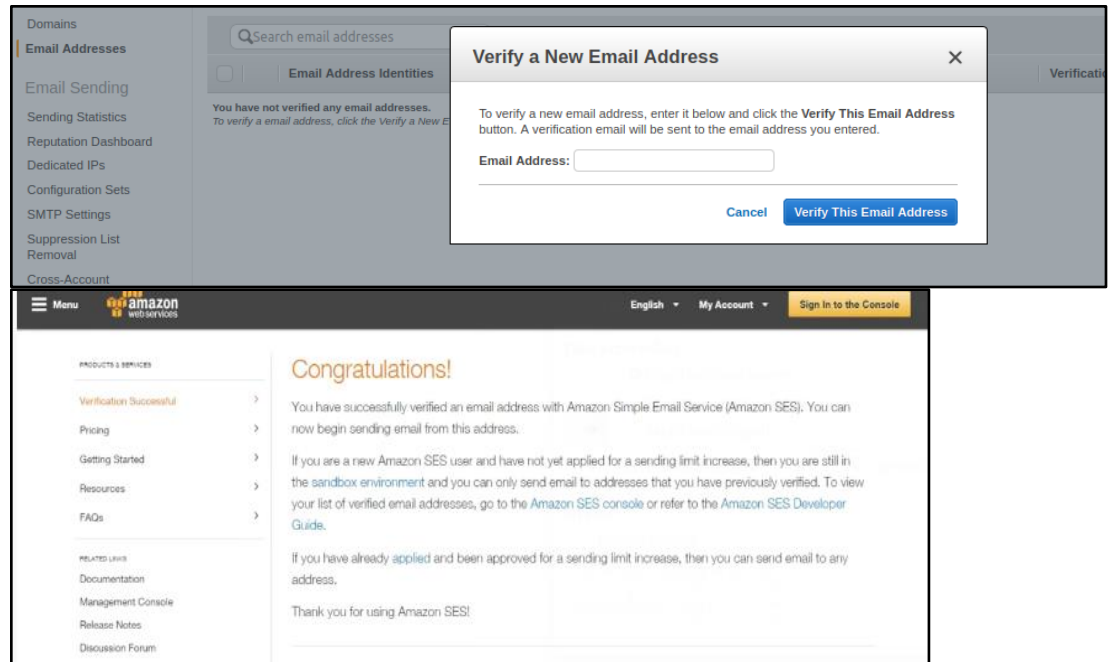 Domains
Email Addresses
Email Sending
Sending Statistics
Reputation Dashboard
Dedicated IPs
Configuration Sets
SMTP Settings
Suppression List
Removal
Cross-Account
Search email addresses
Email Address Identities
Verificatio
You have not verified any email addresses.
To verify a email address, click the Verify a New E
Verify a New Email Address
To verify a new email address, enter it below and click the Verify This Email Address
button. A verification email will be sent to the email address you entered.
Email Address:
Cancel
Verify This Email Address
Menu
amazon
webservices
English
My Account
Sign In to the Console
PRODUCTS & SERVICES
Verification Successful
Pricing
Getting Started
Resources
FAQs
RELATED LINKS
Documentation
Management Console
Release Notes
Discussion Forum
Congratulations!
You have successfully verified an email address with Amazon Simple Email Service (Amazon SES). You can
now begin sending email from this address.
If you are a new Amazon SES user and have not yet applied for a sending limit increase, then you are still in
the sandbox environment and you can only send email to addresses that you have previously verified. To view
your list of verified email addresses, go to the Amazon SES console or refer to the Amazon SES Developer
Guide.
If you have already applied and been approved for a sending limit increase, then you can send email to any
address.
Thank you for using Amazon SES!